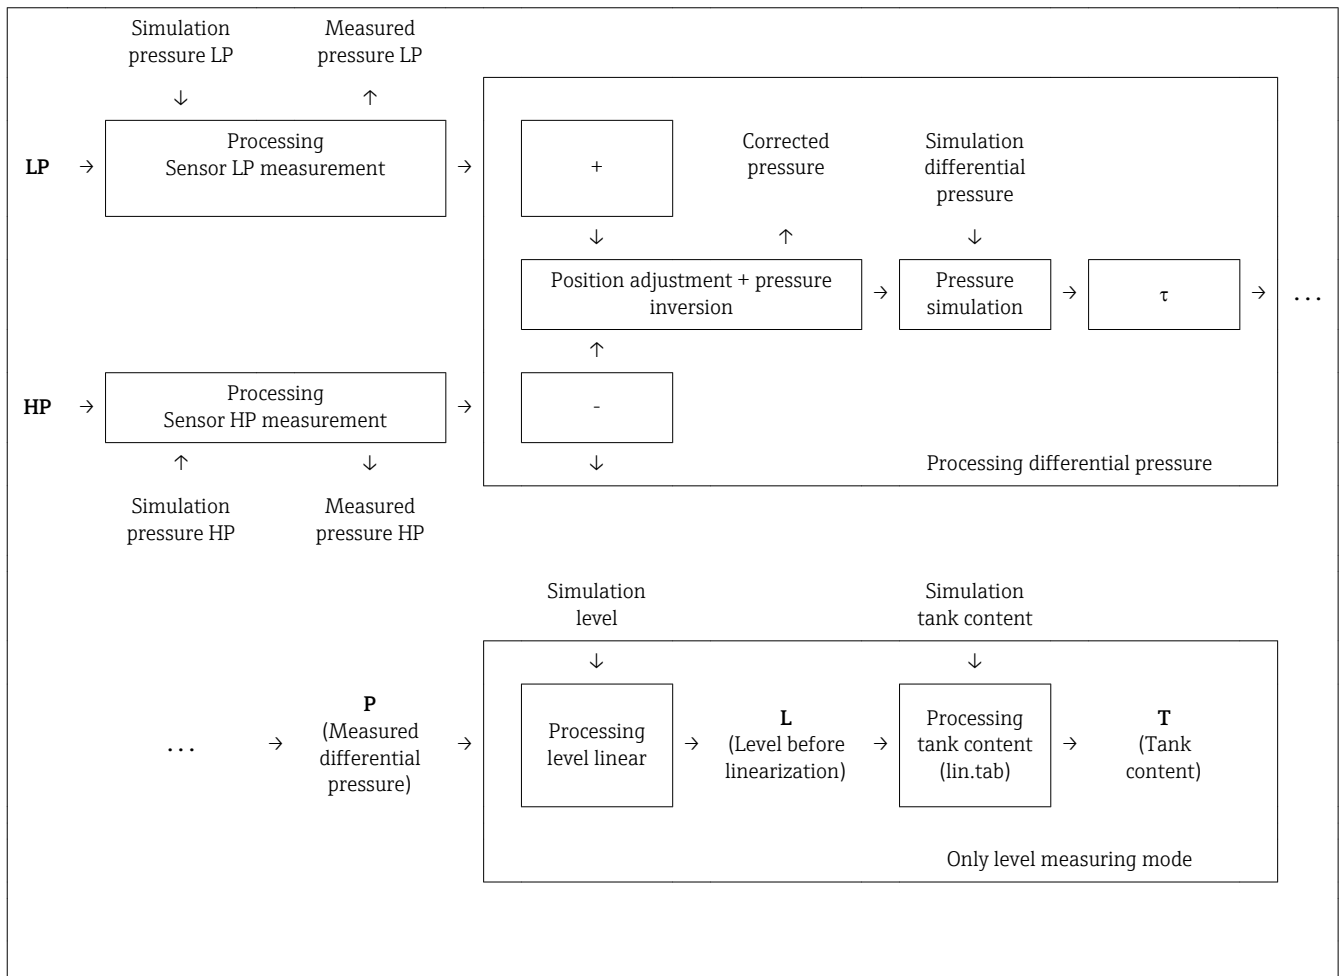 Simulation
pressure LP
Measured
pressure LP
↓
↑
LP
→
Processing
Sensor LP measurement
→
+
Corrected
pressure
Simulation
differential
pressure
↓
↑
↓
Position adjustment + pressure
inversion
→
Pressure
simulation
→
τ
→
...
↑
HP
→
Processing
Sensor HP measurement
→
-
↑
↓
↓
Processing differential pressure
Simulation
pressure HP
Measured
pressure HP
Simulation
level
Simulation
tank content
↓
↓
...
→
P
(Measured
differential
pressure)
→
Processing
level linear
→
L
(Level before
linearization)
→
Processing
tank content
(lin.tab)
→
T
(Tank
content)
Only level measuring mode